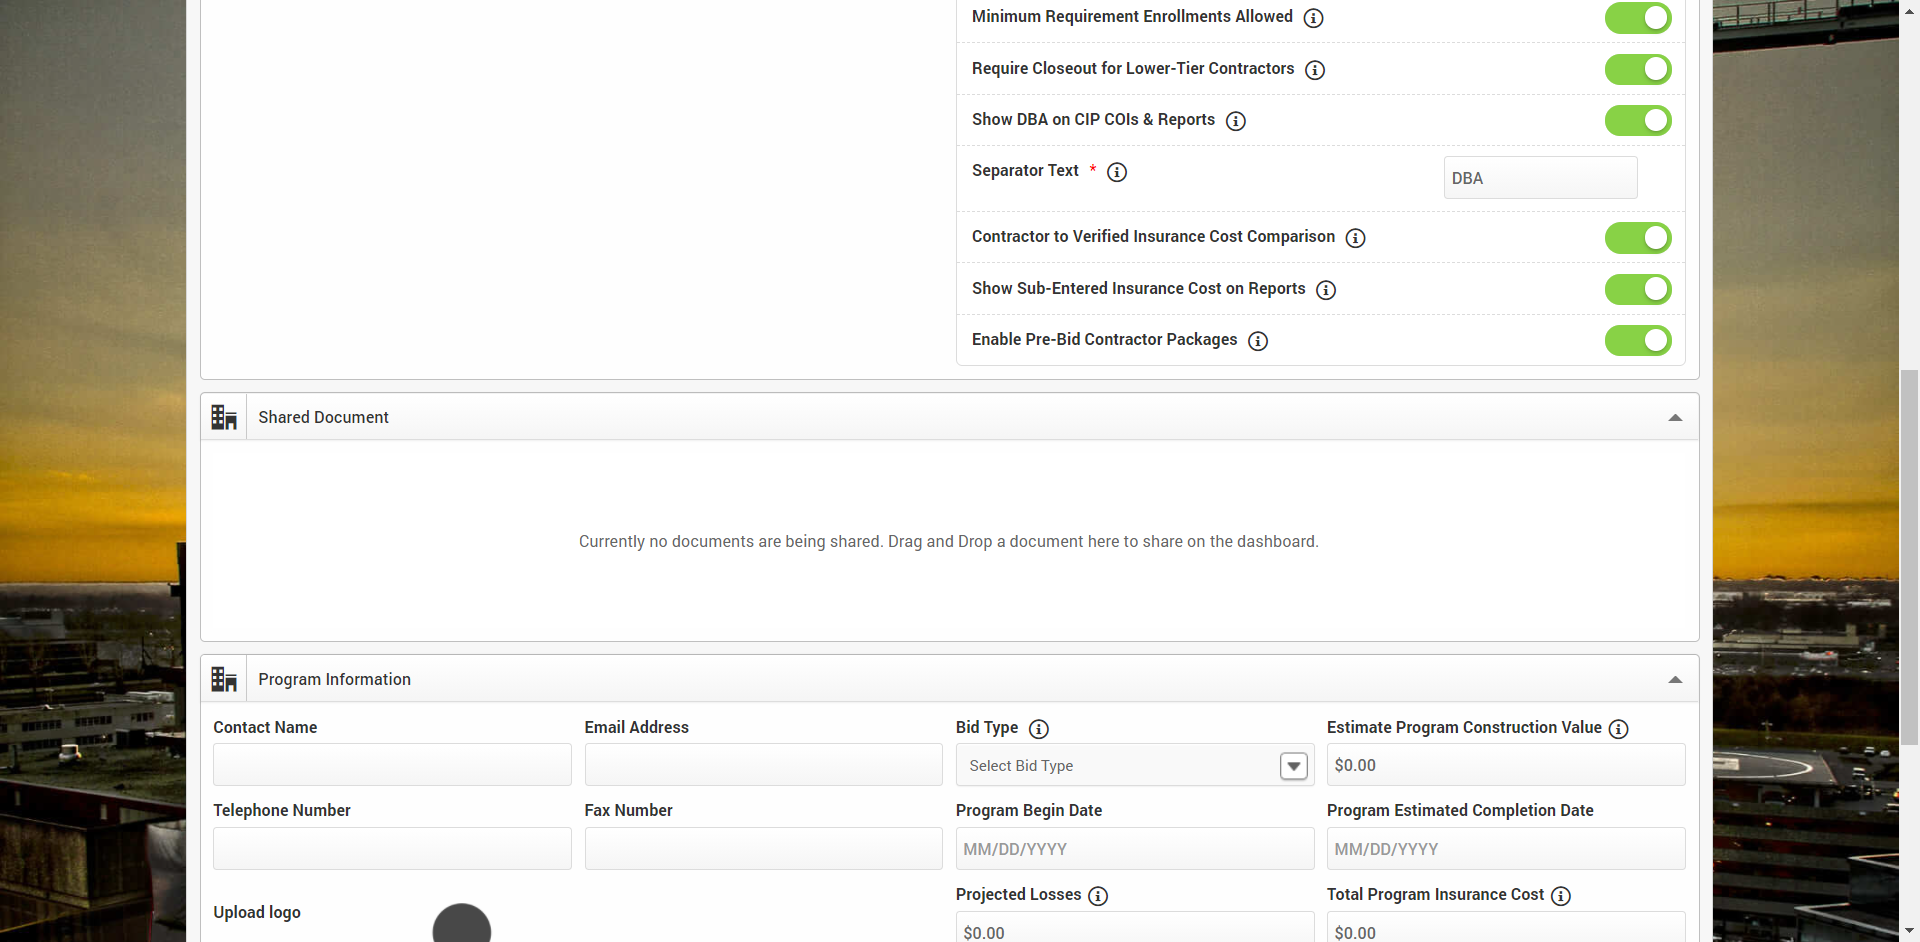 Minimum Requirement Enrollments Allowed
Require Closeout for Lower-Tier Contractors
Show DBA on CIP COIs & Reports
Separator Text *
DBA
Contractor to Verified Insurance Cost Comparison
Show Sub-Entered Insurance Cost on Reports
Enable Pre-Bid Contractor Packages
Shared Document
Currently no documents are being shared. Drag and Drop a document here to share on the dashboard.
Program Information
Contact Name
Email Address
Bid Type
Estimate Program Construction Value
Select Bid Type
$0.00
Telephone Number
Fax Number
Program Begin Date
Program Estimated Completion Date
MM/DD/YYYY
MM/DD/YYYY
Projected Losses
Total Program Insurance Cost
Upload logo
$0.00
$0.00